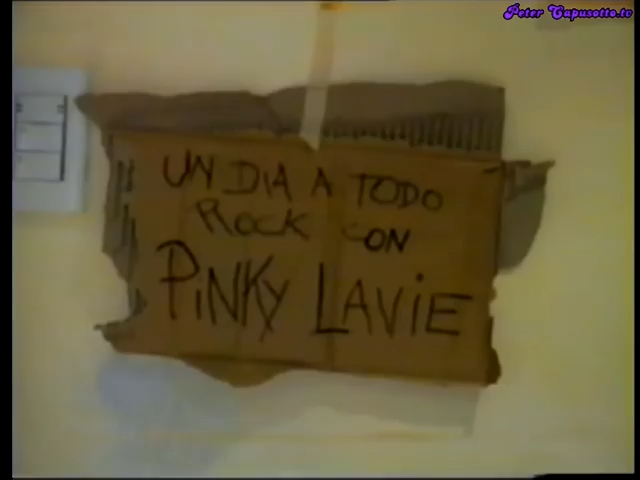 Peter Capusotto.tv
UN DIA A TODO
ROCK CON
PINKY LAVIE